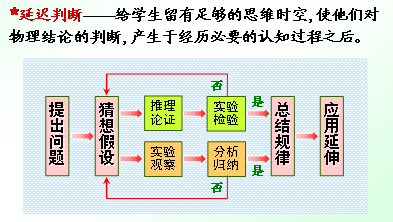 *延迟判断——给学生留有足够的思维时空,使他们对
物理结论的判断,产生于经历必要的认知过程之后。
提出问题
猜想假设
推理
论证
否
实验
检验
是
实验
观察
分析
归纳
否
是
总结规律
应用延伸